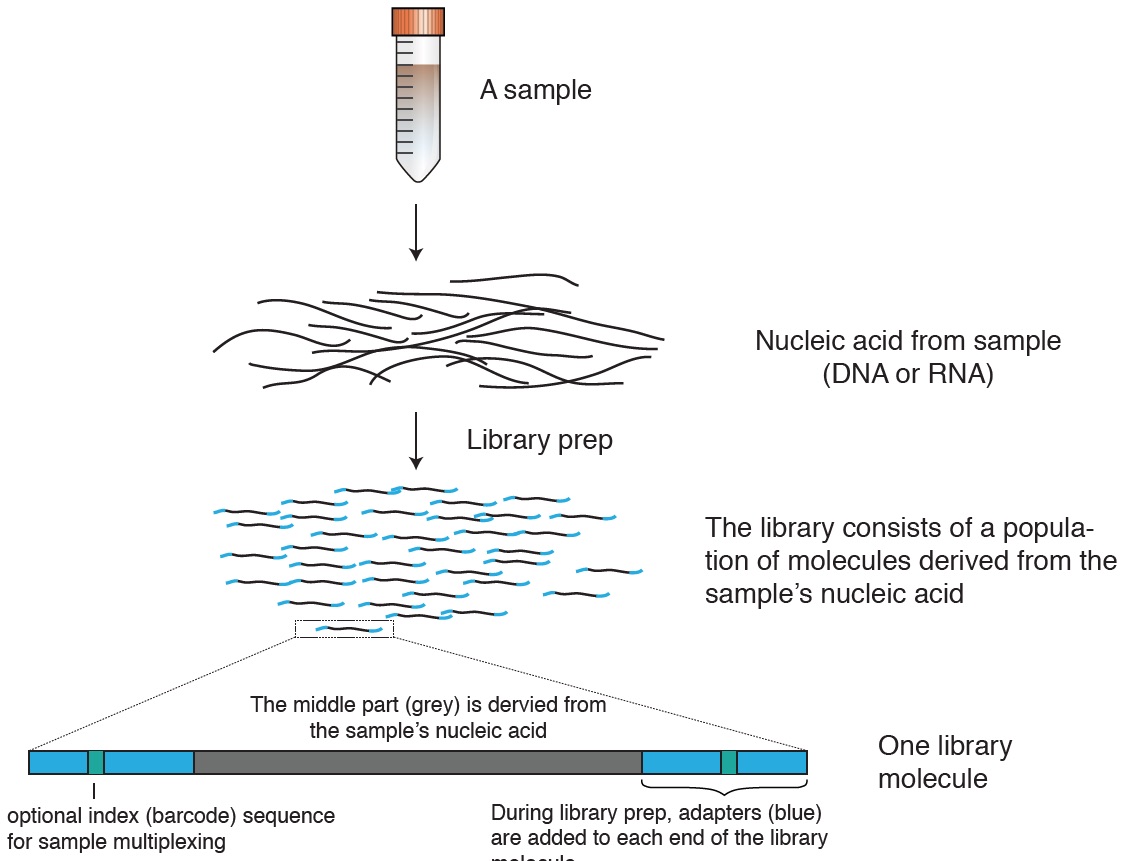 A sample
Nucleic acid from sample
(DNA or RNA)
Library prep
The library consists of a popula-
tion of molecules derived from the
sample's nucleic acid
The middle part (grey) is dervied from
the sample's nucleic acid
One library
molecule
optional index (barcode) sequence
for sample multiplexing
During library prep, adapters (blue)
are added to each end of the library